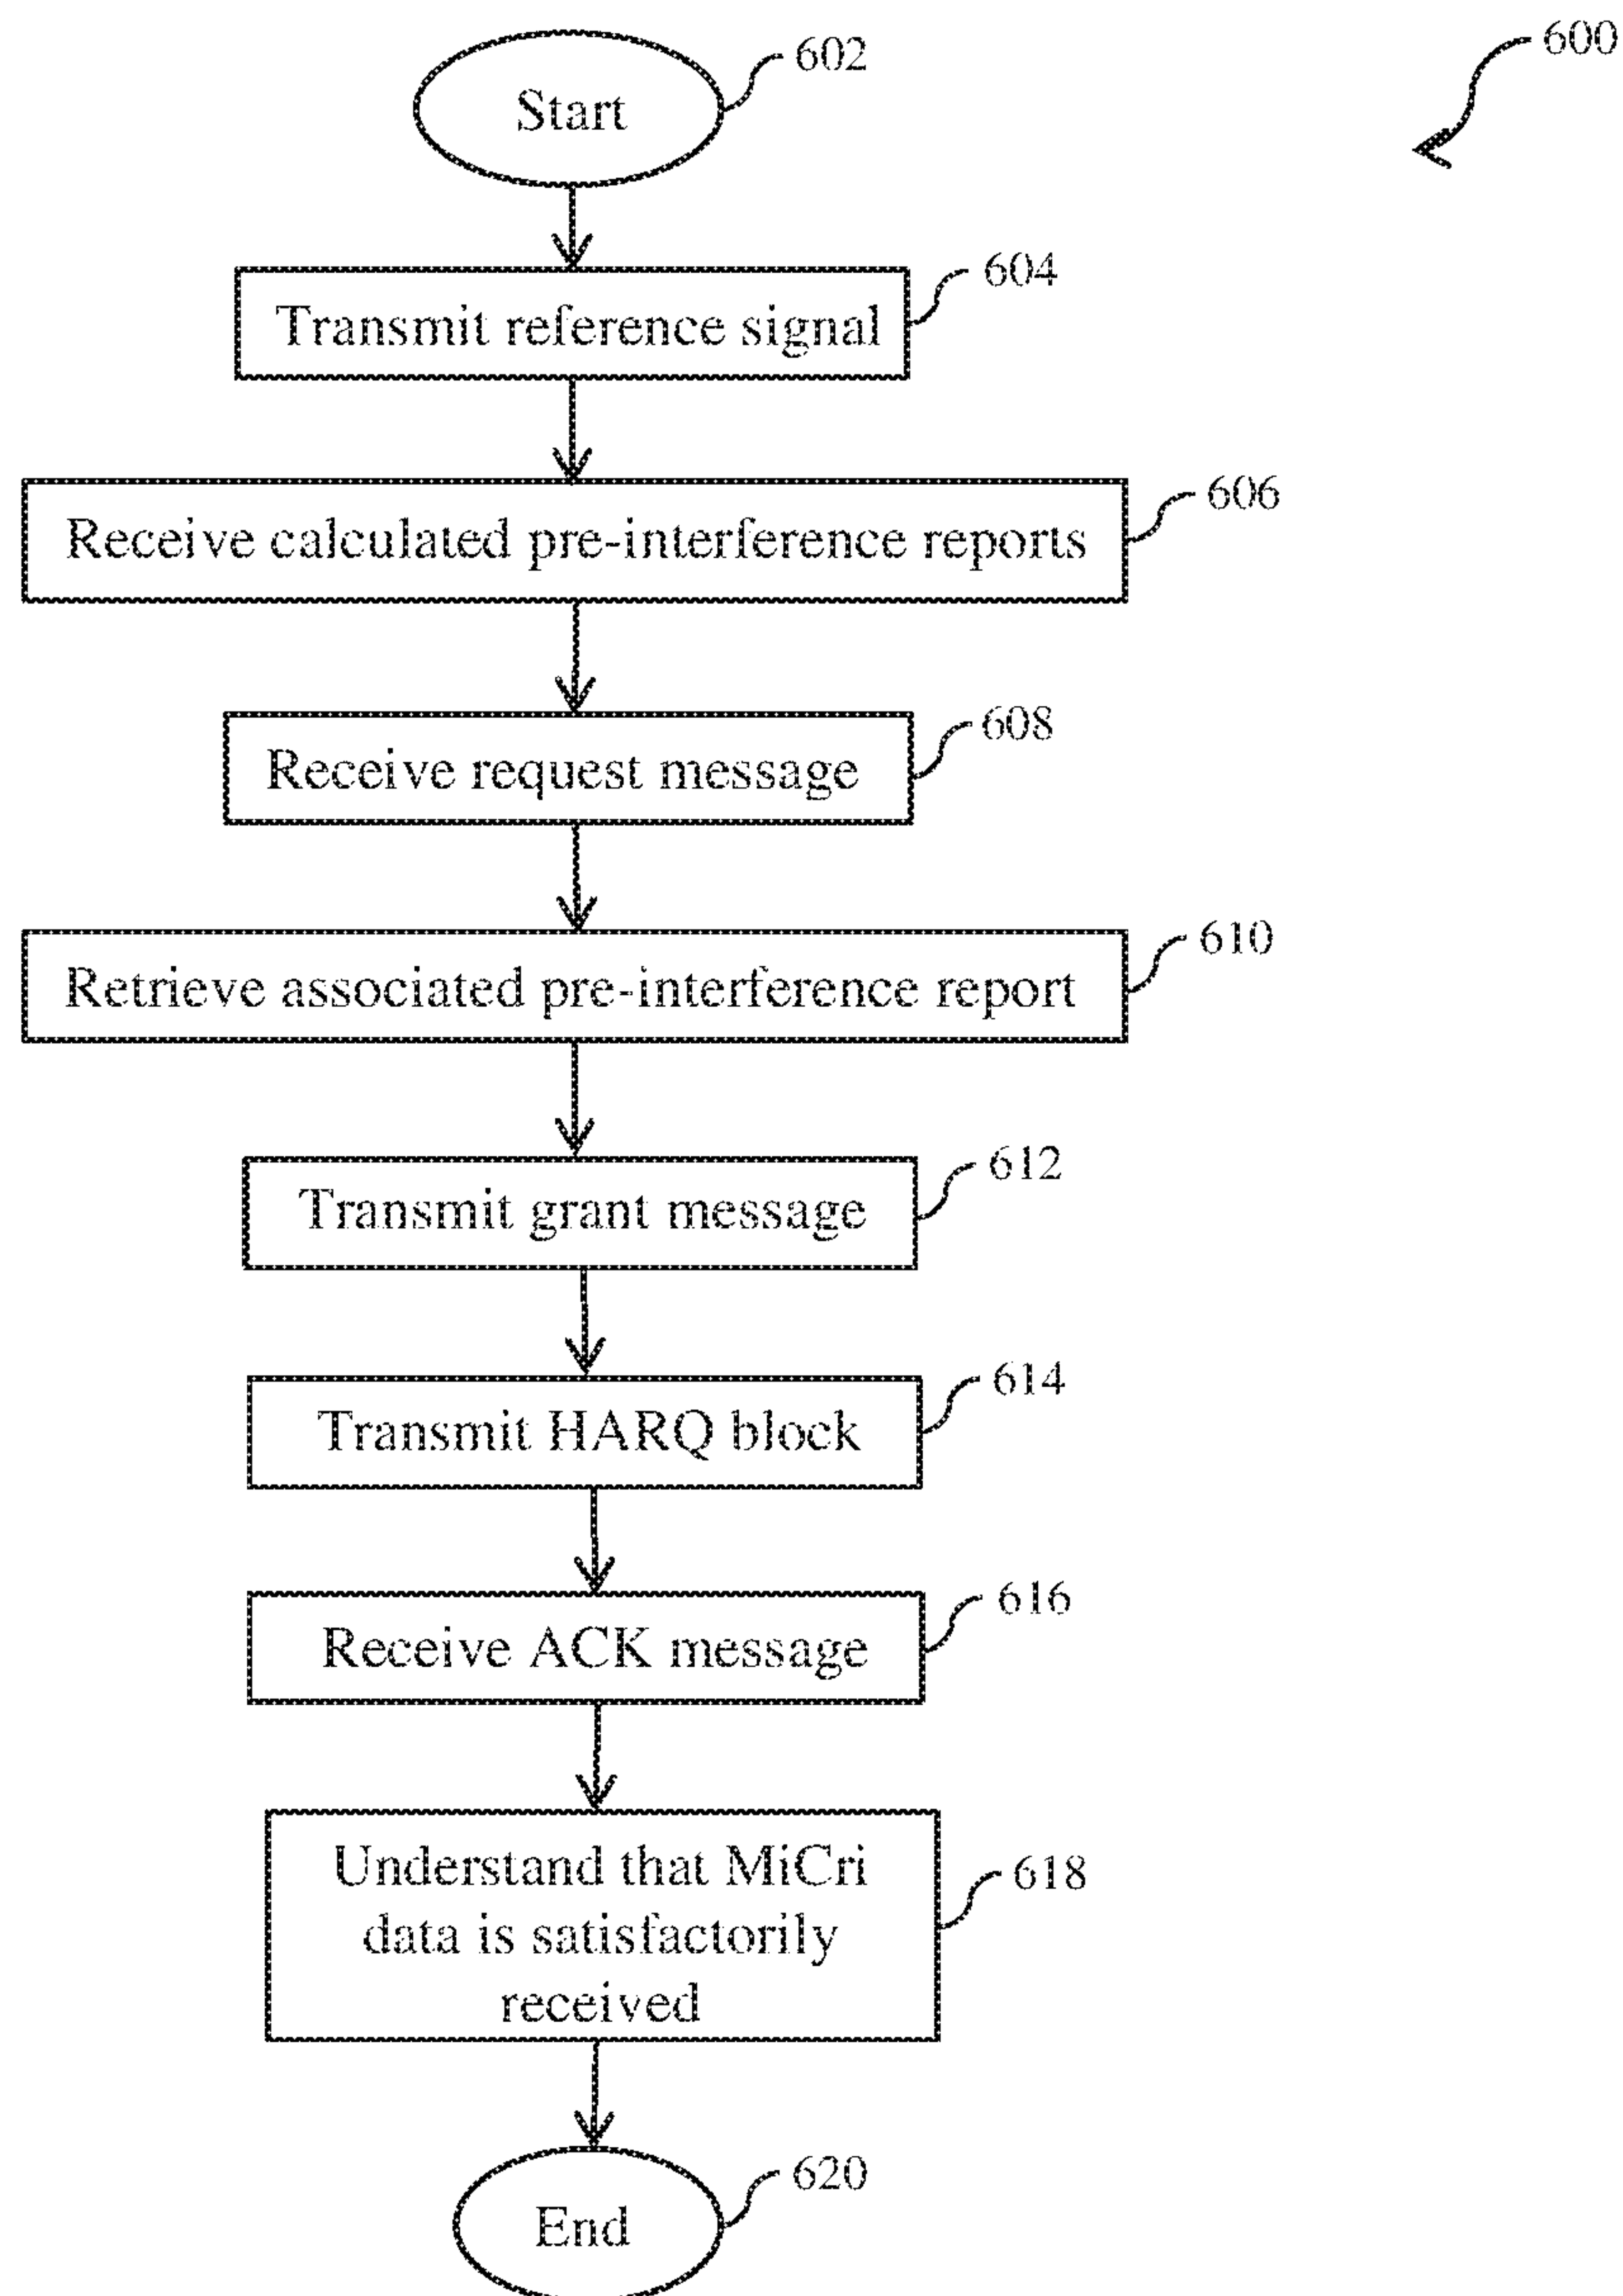 600
602
Start
604
Transmit reference signal
606
Receive calculated pre-interference reports
608
Receive request message
610
Retrieve associated pre-interference report
612
Transmit grant message
614
Transmit HARQ block
616
Receive ACK message
618
Understand that MiCri
data is satisfactorily
received
620
End